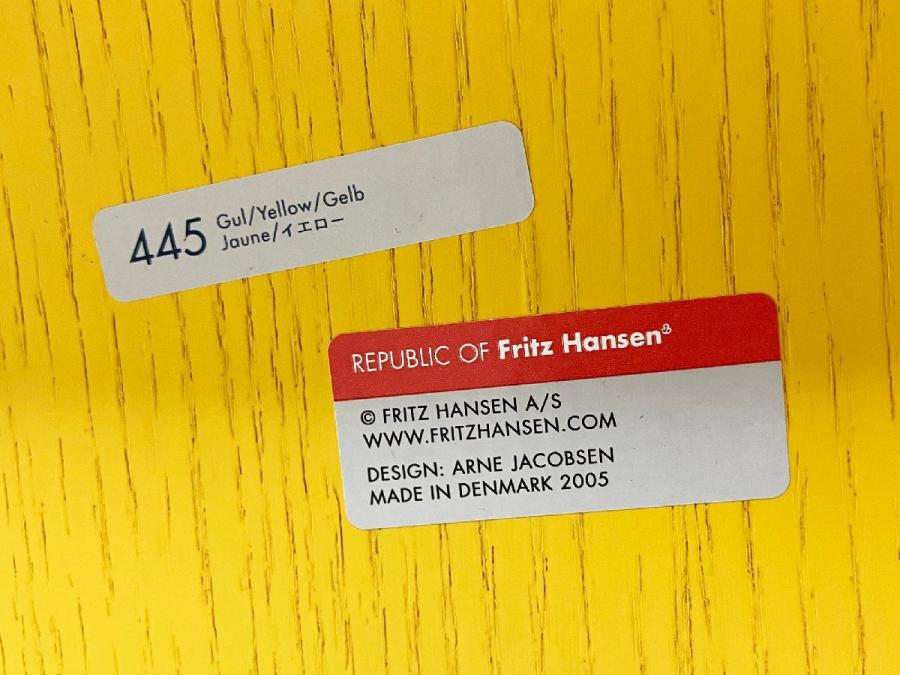 445 Gul/Yellow/Gelb
Jaune/イエロー
REPUBLIC OF Fritz Hansen®
© FRITZ HANSEN A/S
WWW.FRITZHANSEN.COM
DESIGN: ARNE JACOBSEN
MADE IN DENMARK 2005